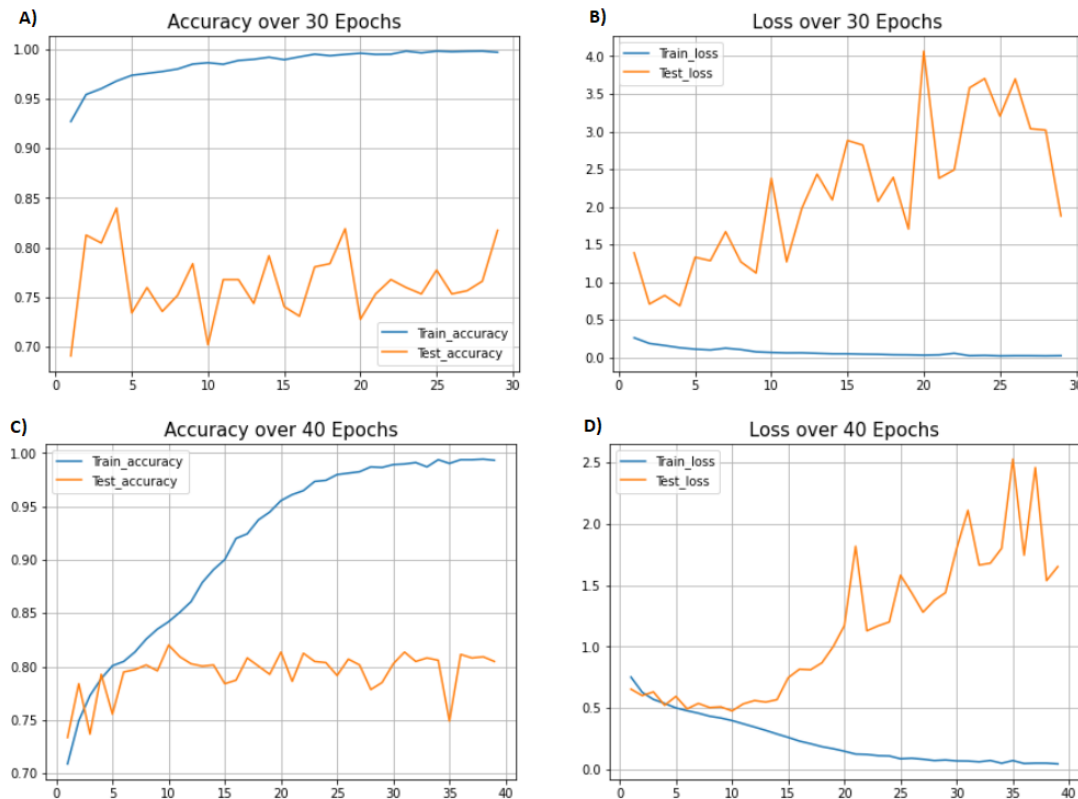 A)
Accuracy over 30 Epochs
1.00
0.95
0.90
0.85
0.80
0.75
0.70
Train_accuracy
Test_accuracy
0 5 10 15 20 25 30
B)
Loss over 30 Epochs
Train_loss
Test_loss
4.0
3.5
3.0
2.5
2.0
1.5
1.0
0.5
0.0
0 5 10 15 20 25 30
C)
Accuracy over 40 Epochs
1.00
Train_accuracy
Test_accuracy
0.95
0.90
0.85
0.80
0.75
0.70
0 5 10 15 20 25 30 35 40
D)
Loss over 40 Epochs
Train_loss
Test_loss
2.5
2.0
1.5
1.0
0.5
0.0
0 5 10 15 20 25 30 35 40